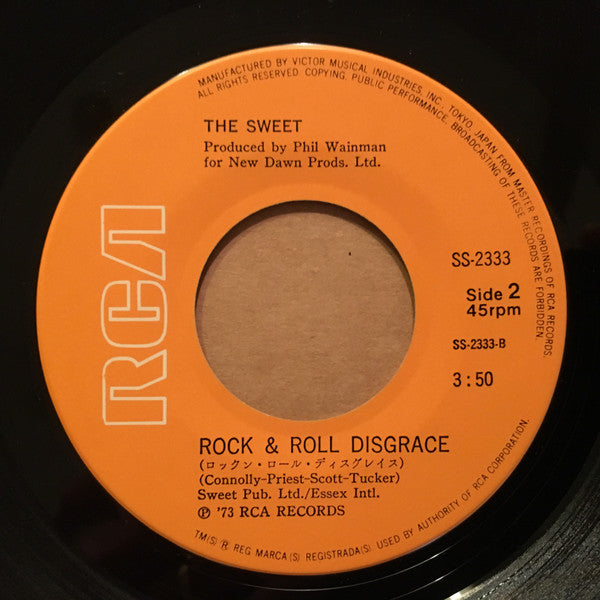 MANUFACTURED BY VICTOR MUSICAL INDUSTRIES, INC., TOKYO, JAPAN FROM MASTER RECORDINGS OF RCA RECORDS.
ALL RIGHTS RESERVED COPYING, PUBLIC PERFORMANCE, BROADCASTING OF THESE RECORDS ARE FORBIDDEN.
THE SWEET
Produced by Phil Wainman
for New Dawn Prods. Ltd.
RCA
SS-2333
Side 2
45rpm
SS-2333-B
3:50
ROCK & ROLL DISGRACE
(ロックン・ロール・ディスグレイス)
(Connolly-Priest-Scott-Tucker)
Sweet Pub. Ltd./Essex Intl.
℗ '73 RCA RECORDS
TM(S) ® REG MARCA(S) REGISTRADA(S) USED BY AUTHORITY OF RCA CORPORATION.